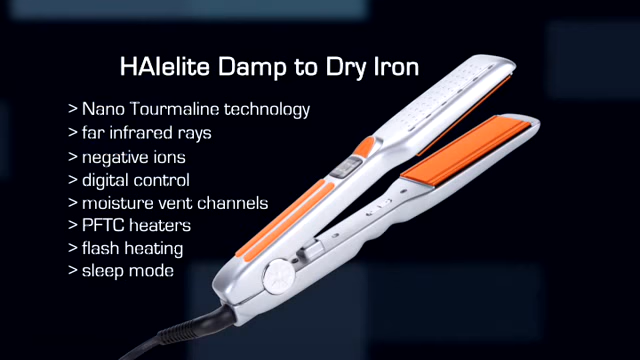 HAIelite Damp to Dry Iron
> Nano Tourmaline technology
> far infrared rays
> negative ions
> digital control
> moisture vent channels
> PFTC heaters
> flash heating
> sleep mode